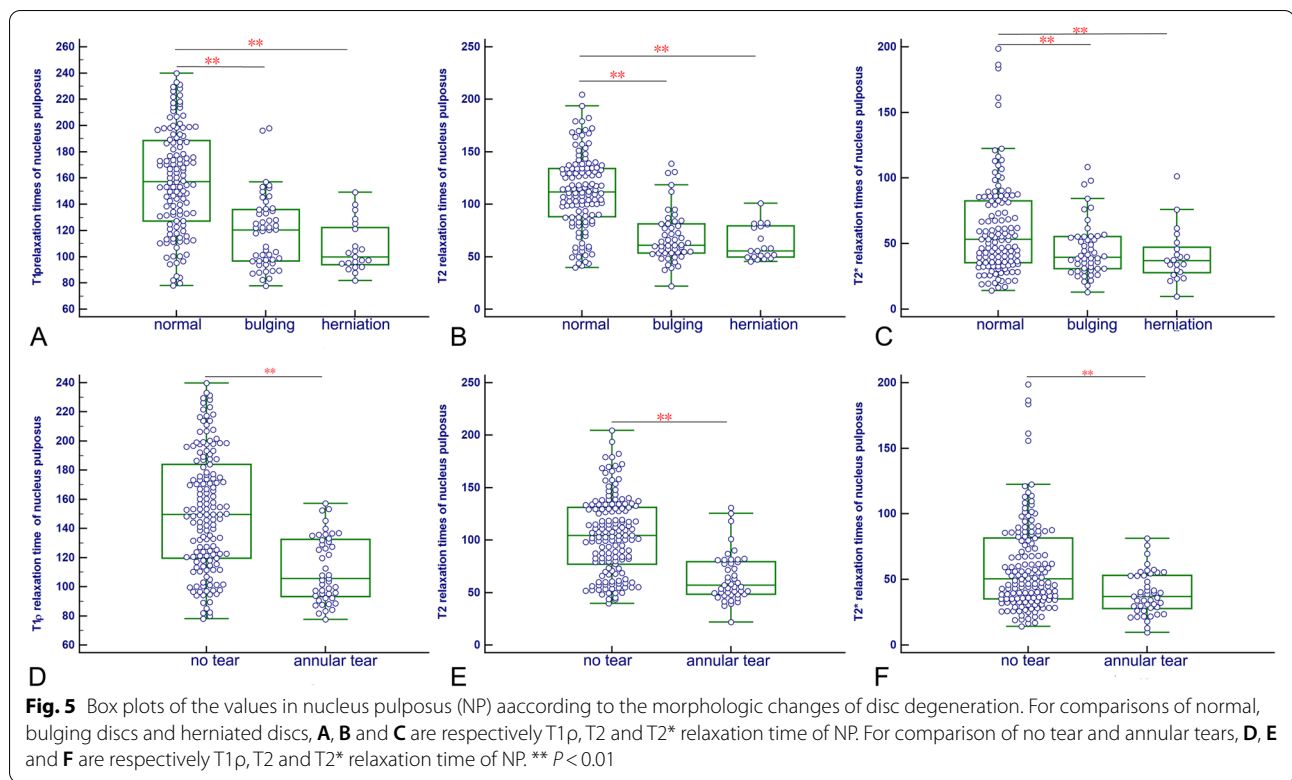 T1ρrelaxation times of nucleus pulposus
260
240
220
200
180
160
140
120
100
80
60
**
**
normal bulging herniation
A
T2 relaxation times of nucleus pulposus
250
200
150
100
50
0
**
**
normal bulging herniation
B
T2* relaxation times of nucleus pulposus
200
150
100
50
0
**
**
normal bulging herniation
C
T1ρ relaxation time of nucleus pulposus
240
220
200
180
160
140
120
100
80
60
**
no tear annular tear
D
T2 relaxation times of nucleus pulposus
250
200
150
100
50
0
**
no tear annular tear
E
T2* relaxation times of nucleus pulposus
200
150
100
50
0
**
no tear annular tear
F
Fig. 5 Box plots of the values in nucleus pulposus (NP) aaccording to the morphologic changes of disc degeneration. For comparisons of normal,
bulging discs and herniated discs, A, B and C are respectively T1ρ, T2 and T2* relaxation time of NP. For comparison of no tear and annular tears, D, E
and F are respectively T1ρ, T2 and T2* relaxation time of NP. ** P < 0.01